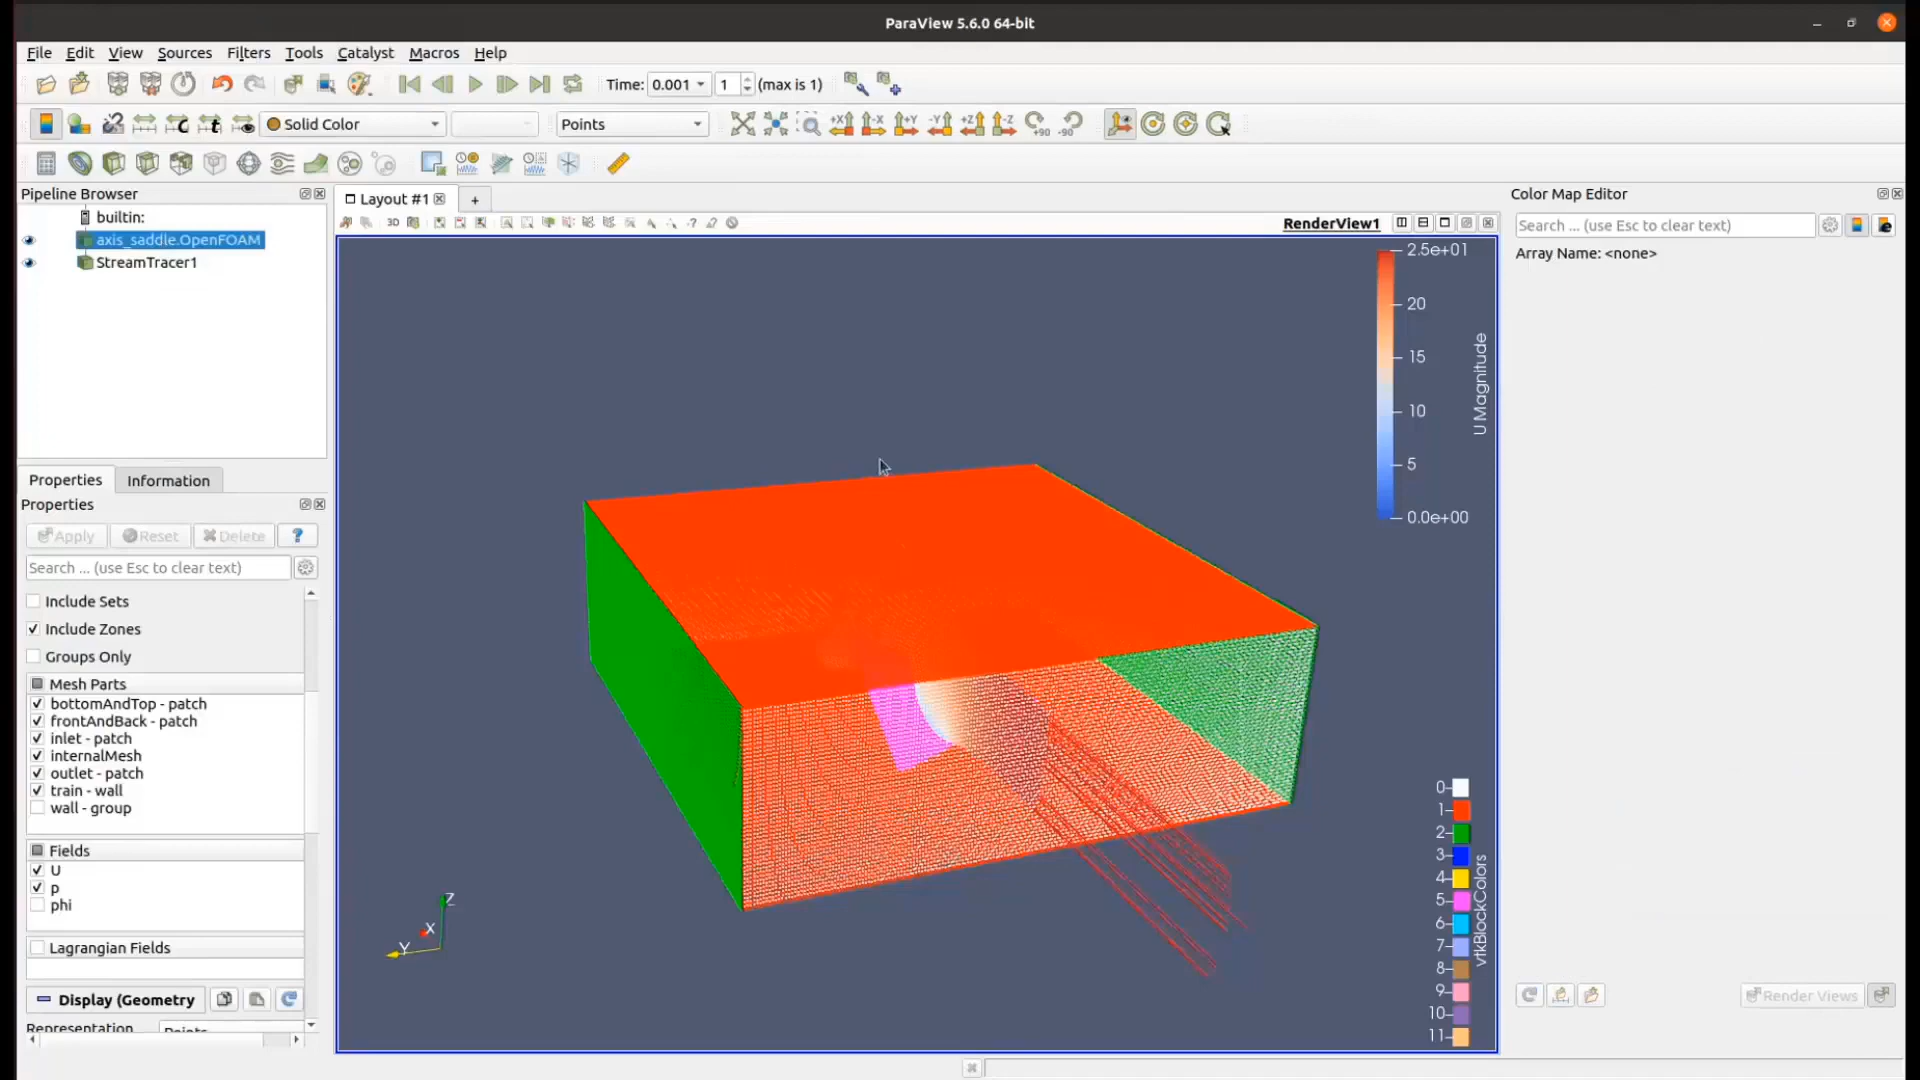 ParaView 5.6.0 64-bit
File Edit View Sources Filters Tools Catalyst Macros Help
Time: 0.001 1 (max is 1)
Solid Color Points +X -X +Y -Y +Z -Z +90 -90
Pipeline Browser
builtin:
axis_saddle.OpenFOAM
StreamTracer1
Properties Information
Properties
Apply Reset Delete ?
Search ... (use Esc to clear text)
Include Sets
Include Zones
Groups Only
Mesh Parts
bottomAndTop - patch
frontAndBack - patch
inlet - patch
internalMesh
outlet - patch
train - wall
wall - group
Fields
U
p
phi
Lagrangian Fields
Display (Geometry
Representation Points
Layout #1 +
3D
RenderView1
2.5e+01
20
15
10
5
0.0e+00
U Magnitude
0
1
2
3
4
5
6
7
8
9
10
11
vtkBlockColors
Z
X
Y
Color Map Editor
Search ... (use Esc to clear text)
Array Name: <none>
Render Views